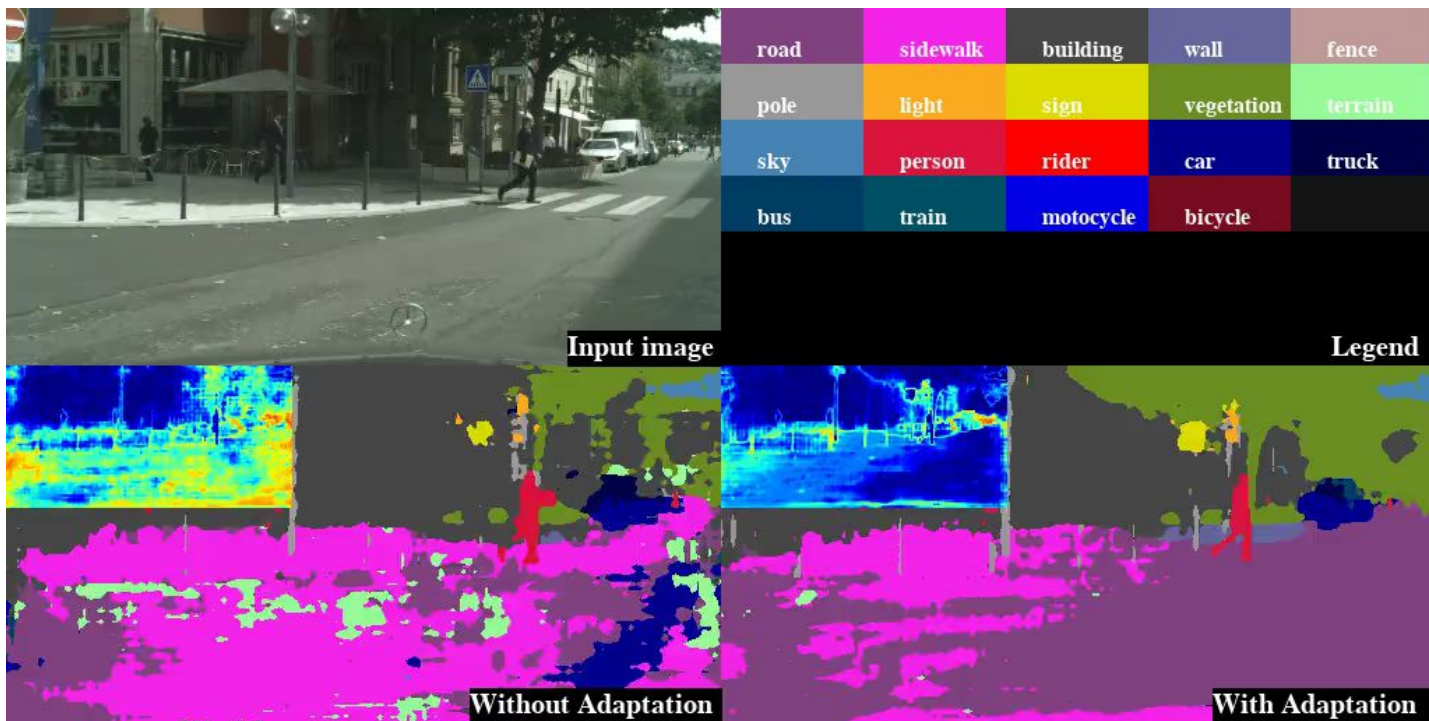 road sidewalk building wall fence
pole light sign vegetation terrain
sky person rider car truck
bus train motocycle bicycle
Input image
Legend
Without Adaptation
With Adaptation